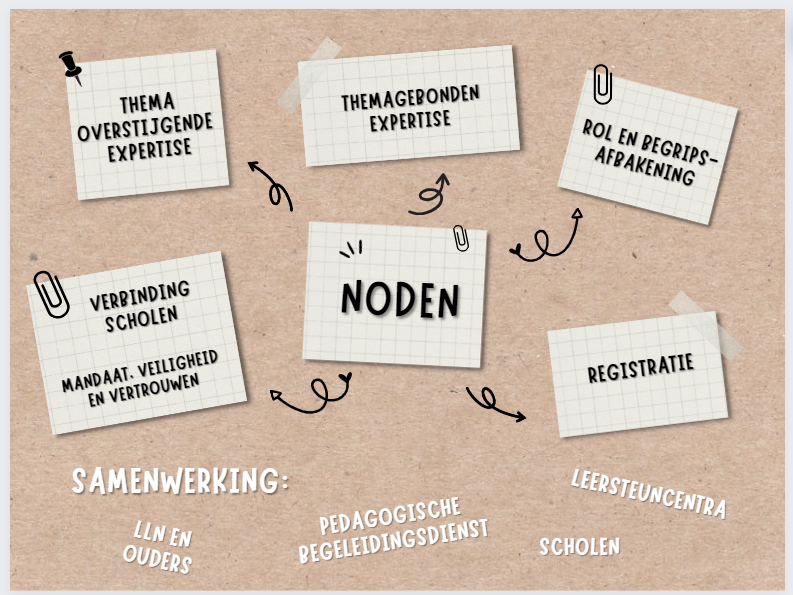 THEMA
OVERSTIJGENDE
EXPERTISE
THEMAGEBONDEN
EXPERTISE
ROL EN BEGRIPS-
AFBAKENING
VERBINDING
SCHOLEN
MANDAAT, VEILIGHEID
EN VERTROUWEN
NODEN
REGISTRATIE
SAMENWERKING:
LLN EN
OUDERS
PEDAGOGISCHE
BEGELEIDINGSDIENST
SCHOLEN
LEERSTEUNCENTRA